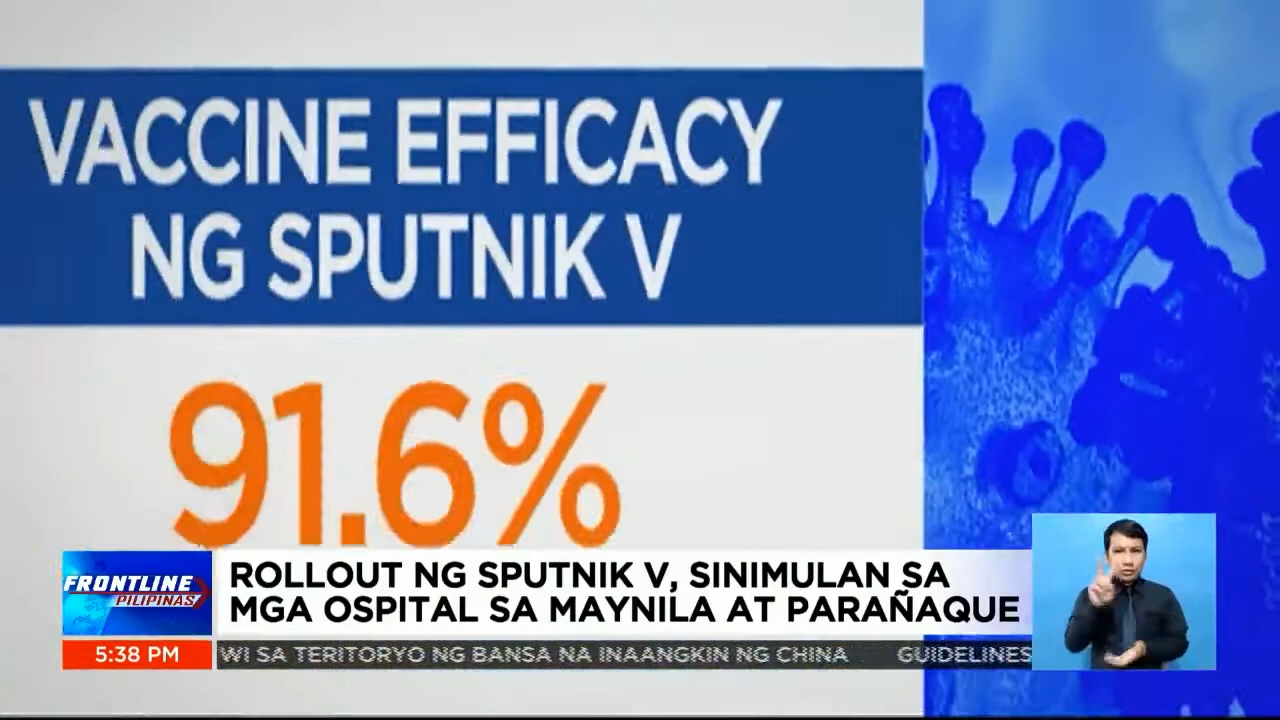 VACCINE EFFICACY
NG SPUTNIK V
91.6%
FRONTLINE
PILIPINAS
ROLLOUT NG SPUTNIK V, SINIMULAN SA
MGA OSPITAL SA MAYNILA AT PARAÑAQUE
5:38 PM
WI SA TERITORYO NG BANSA NA INAANGKIN NG CHINA GUIDELINES